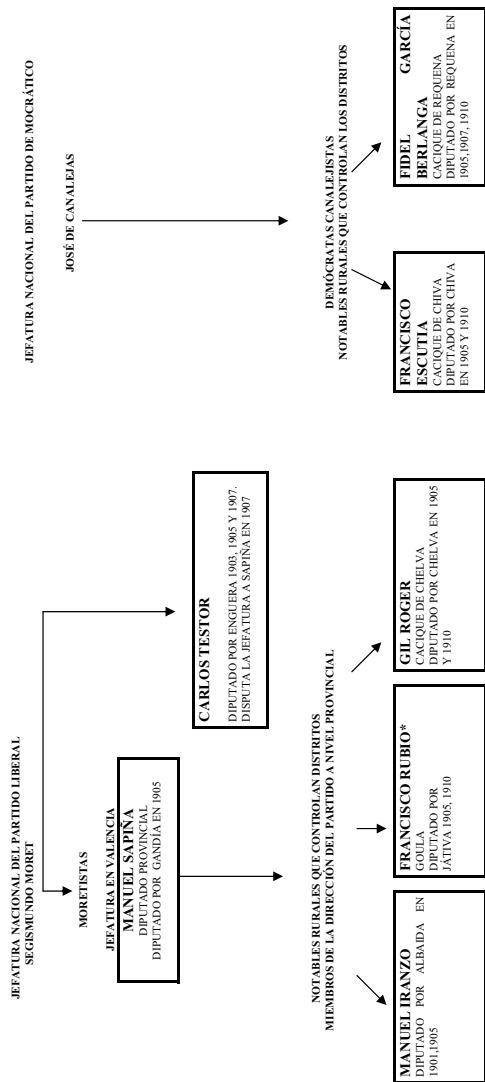 JEFATURA NACIONAL DEL PARTIDO LIBERAL
SEGISMUNDO MORET
MORETISTAS
JEFATURA EN VALENCIA
MANUEL SAPIÑA
DIPUTADO PROVINCIAL
DIPUTADO POR GANDÍA EN 1905
CARLOS TESTOR
DIPUTADO POR ENGUERA 1903, 1905 Y 1907.
DISPUTA LA JEFATURA A SAPIÑA EN 1907
NOTABLES RURALES QUE CONTROLAN DISTRITOS
MIEMBROS DE LA DIRECCIÓN DEL PARTIDO A NIVEL PROVINCIAL
MANUEL IRANZO
DIPUTADO POR ALBAIDA EN
1901,1905
FRANCISCO RUBIO*
GOULA
DIPUTADO POR
JÁTIVA 1905, 1910
GIL ROGER
CACIQUE DE CHELVA
DIPUTADO POR CHELVA EN 1905
Y 1910
JEFATURA NACIONAL DEL PARTIDO DE MOCRÁTICO
JOSÉ DE CANALEJAS
DEMÓCRATAS CANALEJISTAS
NOTABLES RURALES QUE CONTROLAN LOS DISTRITOS
FRANCISCO
ESCUTIA
CACIQUE DE CHIVA
DIPUTADO POR CHIVA
EN 1905 Y 1910
FIDEL GARCÍA
BERLANGA
CACIQUE DE REQUENA
DIPUTADO POR REQUENA EN
1905,1907, 1910